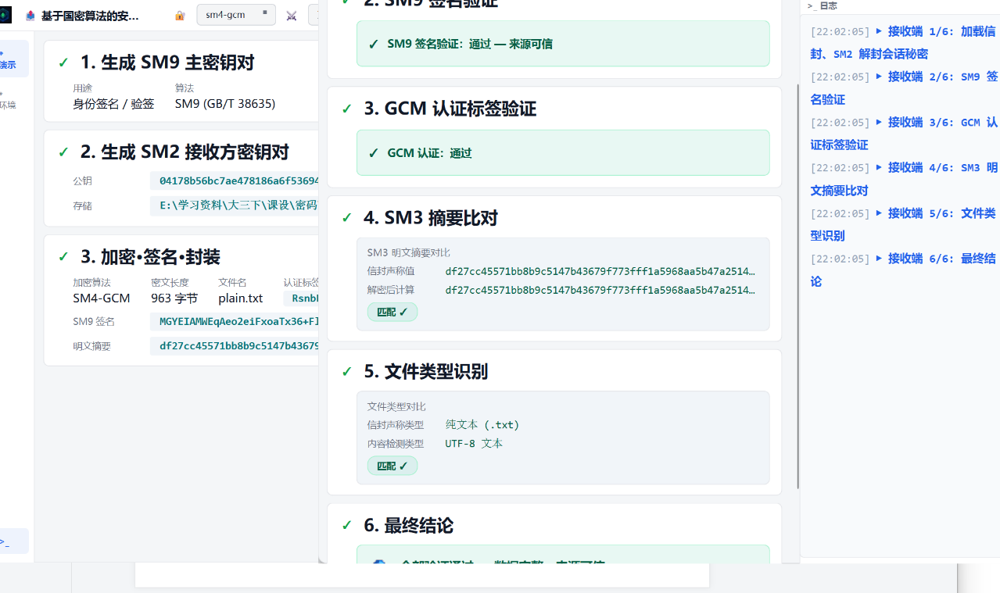 基于国密算法的安...
sm4-gcm
演示
环境
>_
1. 生成 SM9 主密钥对
用途
算法
身份签名 / 验签
SM9 (GB/T 38635)
2. 生成 SM2 接收方密钥对
公钥
04178b56bc7ae478186a6f53694
存储
E:\学习资料\大三下\课设\密码
3. 加密•签名•封装
加密算法
密文长度
文件名
认证标签
SM4-GCM
963 字节
plain.txt
SM9 签名
MGYEIAMWEqAeo2eiFxoaTx36+Fl
明文摘要
df27cc45571bb8b9c5147b43679
2. SM9 签名验证
✓ SM9 签名验证：通过 — 来源可信
3. GCM 认证标签验证
✓ GCM 认证：通过
4. SM3 摘要比对
SM3 明文摘要对比
信封声称值
df27cc45571bb8b9c5147b43679f773fff1a5968aa5b47a2514…
解密后计算
df27cc45571bb8b9c5147b43679f773fff1a5968aa5b47a2514…
匹配 ✓
5. 文件类型识别
文件类型对比
信封声称类型
纯文本 (.txt)
内容检测类型
UTF-8 文本
匹配 ✓
6. 最终结论
>_ 日志
[22:02:05] ▶ 接收端 1/6: 加载信
封、SM2 解封会话秘密
[22:02:05] ▶ 接收端 2/6: SM9 签
名验证
[22:02:05] ▶ 接收端 3/6: GCM 认
证标签验证
[22:02:05] ▶ 接收端 4/6: SM3 明
文摘要比对
[22:02:05] ▶ 接收端 5/6: 文件类
型识别
[22:02:05] ▶ 接收端 6/6: 最终结
论